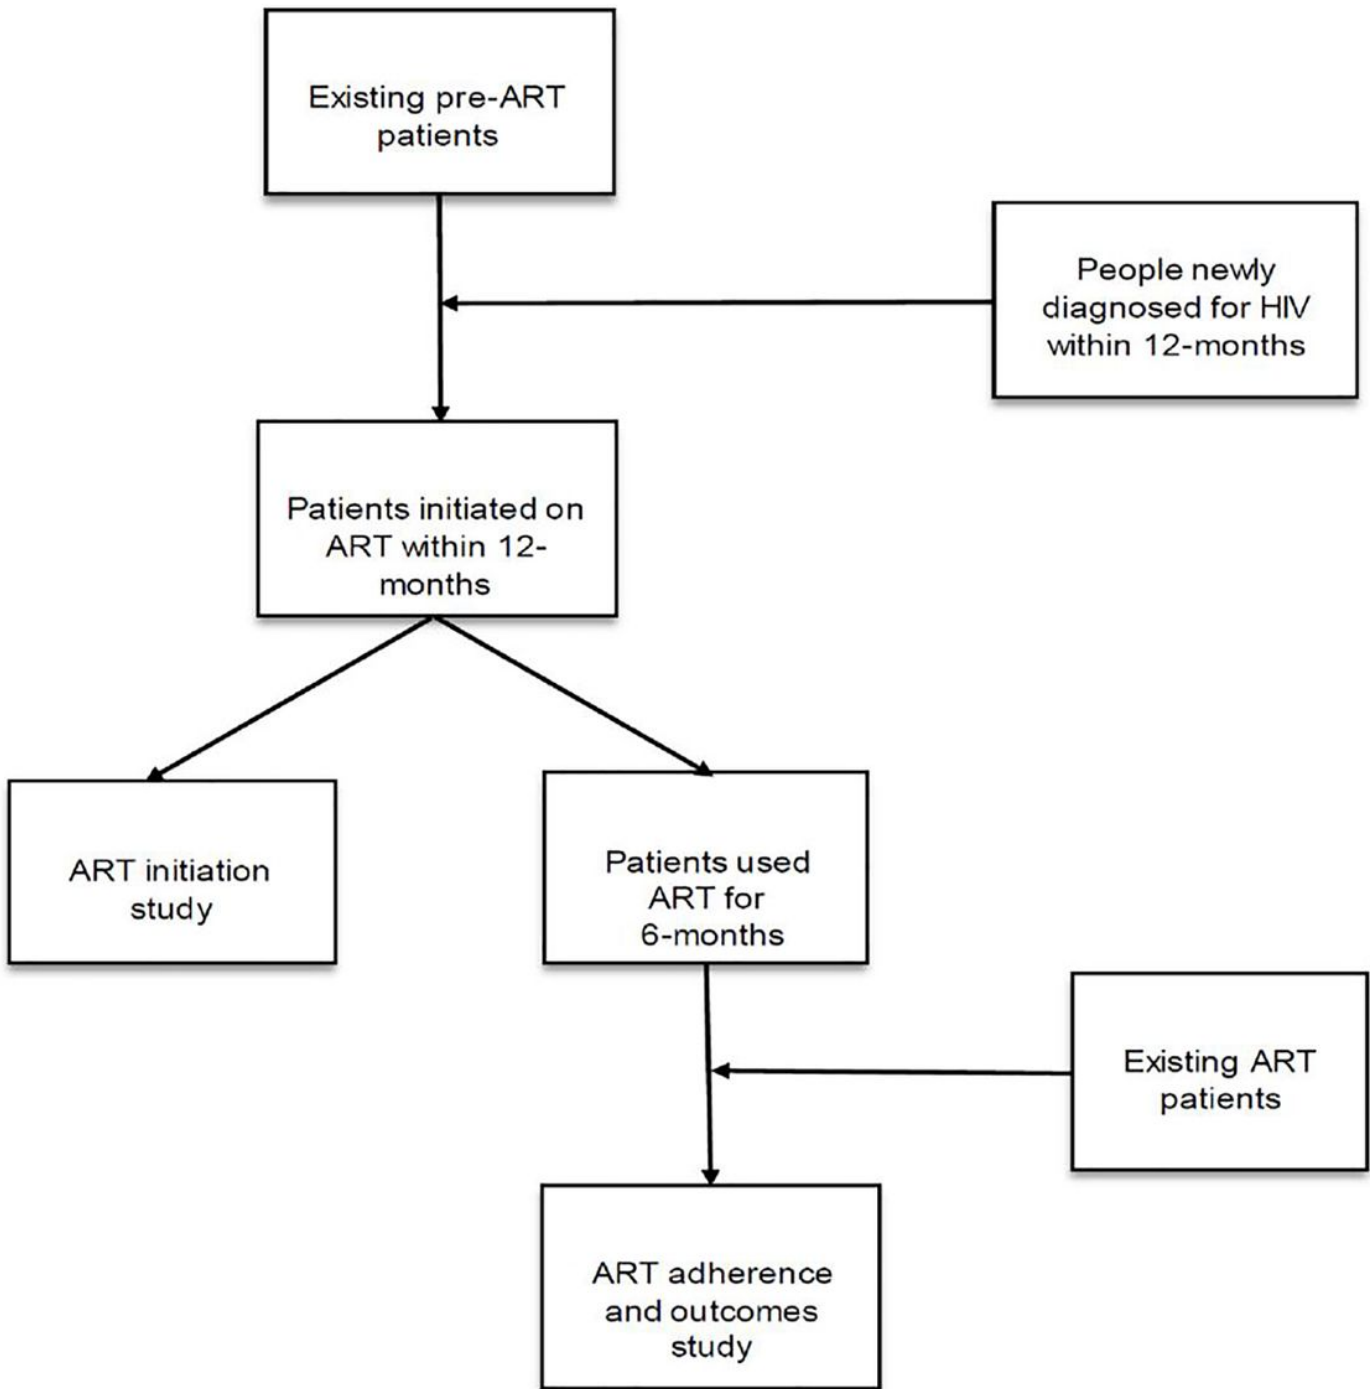 Existing pre-ART
patients
People newly
diagnosed for HIV
within 12-months
Patients initiated on
ART within 12-
months
ART initiation
study
Patients used
ART for
6-months
Existing ART
patients
ART adherence
and outcomes
study